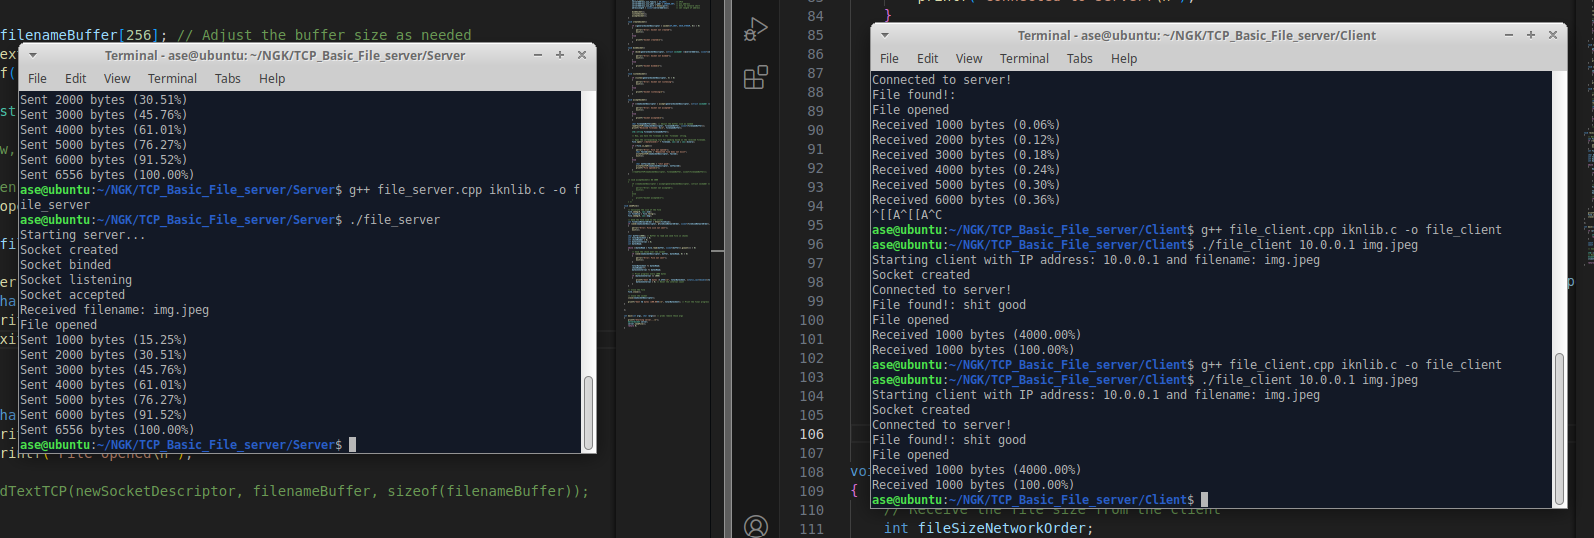 filenameBuffer[256]; // Adjust the buffer size as needed
Terminal - ase@ubuntu: ~/NGK/TCP_Basic_File_server/Server
File Edit View Terminal Tabs Help
Sent 2000 bytes (30.51%)
Sent 3000 bytes (45.76%)
Sent 4000 bytes (61.01%)
Sent 5000 bytes (76.27%)
Sent 6000 bytes (91.52%)
Sent 6556 bytes (100.00%)
ase@ubuntu:~/NGK/TCP_Basic_File_server/Server$ g++ file_server.cpp iknlib.c -o f
ile_server
ase@ubuntu:~/NGK/TCP_Basic_File_server/Server$ ./file_server
Starting server...
Socket created
Socket binded
Socket listening
Socket accepted
Received filename: img.jpeg
File opened
Sent 1000 bytes (15.25%)
Sent 2000 bytes (30.51%)
Sent 3000 bytes (45.76%)
Sent 4000 bytes (61.01%)
Sent 5000 bytes (76.27%)
Sent 6000 bytes (91.52%)
Sent 6556 bytes (100.00%)
ase@ubuntu:~/NGK/TCP_Basic_File_server/Server$
dTextTCP(newSocketDescriptor, filenameBuffer, sizeof(filenameBuffer));
84 }
85
86
87
88
89
90
91
92
93
94
95
96
97
98
99
100
101
102
103
104
105
106
107
108
109 {
110 // Receive the file size from the client
111 int fileSizeNetworkOrder;
Terminal - ase@ubuntu: ~/NGK/TCP_Basic_File_server/Client
File Edit View Terminal Tabs Help
Connected to server!
File found!:
File opened
Received 1000 bytes (0.06%)
Received 2000 bytes (0.12%)
Received 3000 bytes (0.18%)
Received 4000 bytes (0.24%)
Received 5000 bytes (0.30%)
Received 6000 bytes (0.36%)
^[[A^[[A^C
ase@ubuntu:~/NGK/TCP_Basic_File_server/Client$ g++ file_client.cpp iknlib.c -o file_client
ase@ubuntu:~/NGK/TCP_Basic_File_server/Client$ ./file_client 10.0.0.1 img.jpeg
Starting client with IP address: 10.0.0.1 and filename: img.jpeg
Socket created
Connected to server!
File found!: shit good
File opened
Received 1000 bytes (4000.00%)
Received 1000 bytes (100.00%)
ase@ubuntu:~/NGK/TCP_Basic_File_server/Client$ g++ file_client.cpp iknlib.c -o file_client
ase@ubuntu:~/NGK/TCP_Basic_File_server/Client$ ./file_client 10.0.0.1 img.jpeg
Starting client with IP address: 10.0.0.1 and filename: img.jpeg
Socket created
Connected to server!
File found!: shit good
File opened
Received 1000 bytes (4000.00%)
Received 1000 bytes (100.00%)
ase@ubuntu:~/NGK/TCP_Basic_File_server/Client$